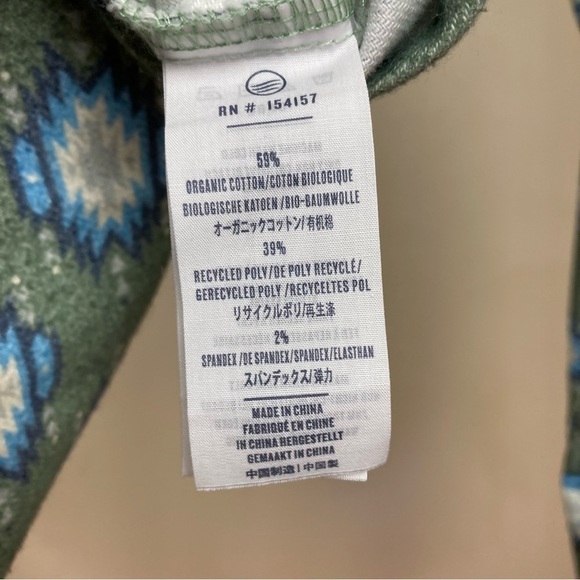 RN # 154157
59%
ORGANIC COTTON/COTON BIOLOGIQUE
BIOLOGISCHE KATOEN /BIO-BAUMWOLLE
オーガニックコットン/有机棉
39%
RECYCLED POLY/DE POLY RECYCLÉ/
GERECYCLED POLY/RECYCELTES POL
リサイクルポリ/再生涤
2%
SPANDEX /DE SPANDEX/SPANDEX/ELASTHAN
スパンデックス/弹力
MADE IN CHINA
FABRIQUÉ EN CHINE
IN CHINA HERGESTELLT
GEMAAKT IN CHINA
中国制造 | 中国製